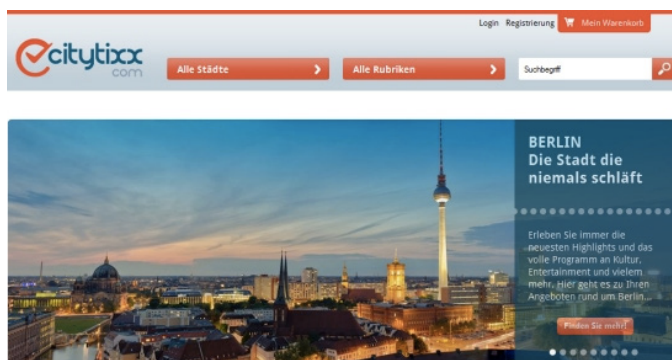 Login Registrierung Mein Warenkorb
citytixx
com
Alle Städte
Alle Rubriken
Suchbegriff
BERLIN
Die Stadt die
niemals schläft
Erleben Sie immer die
neuesten Highlights und das
volle Programm an Kultur,
Entertainment und vielem
mehr. Hier geht es zu Ihren
Angeboten rund um Berlin...
Finden Sie mehr!